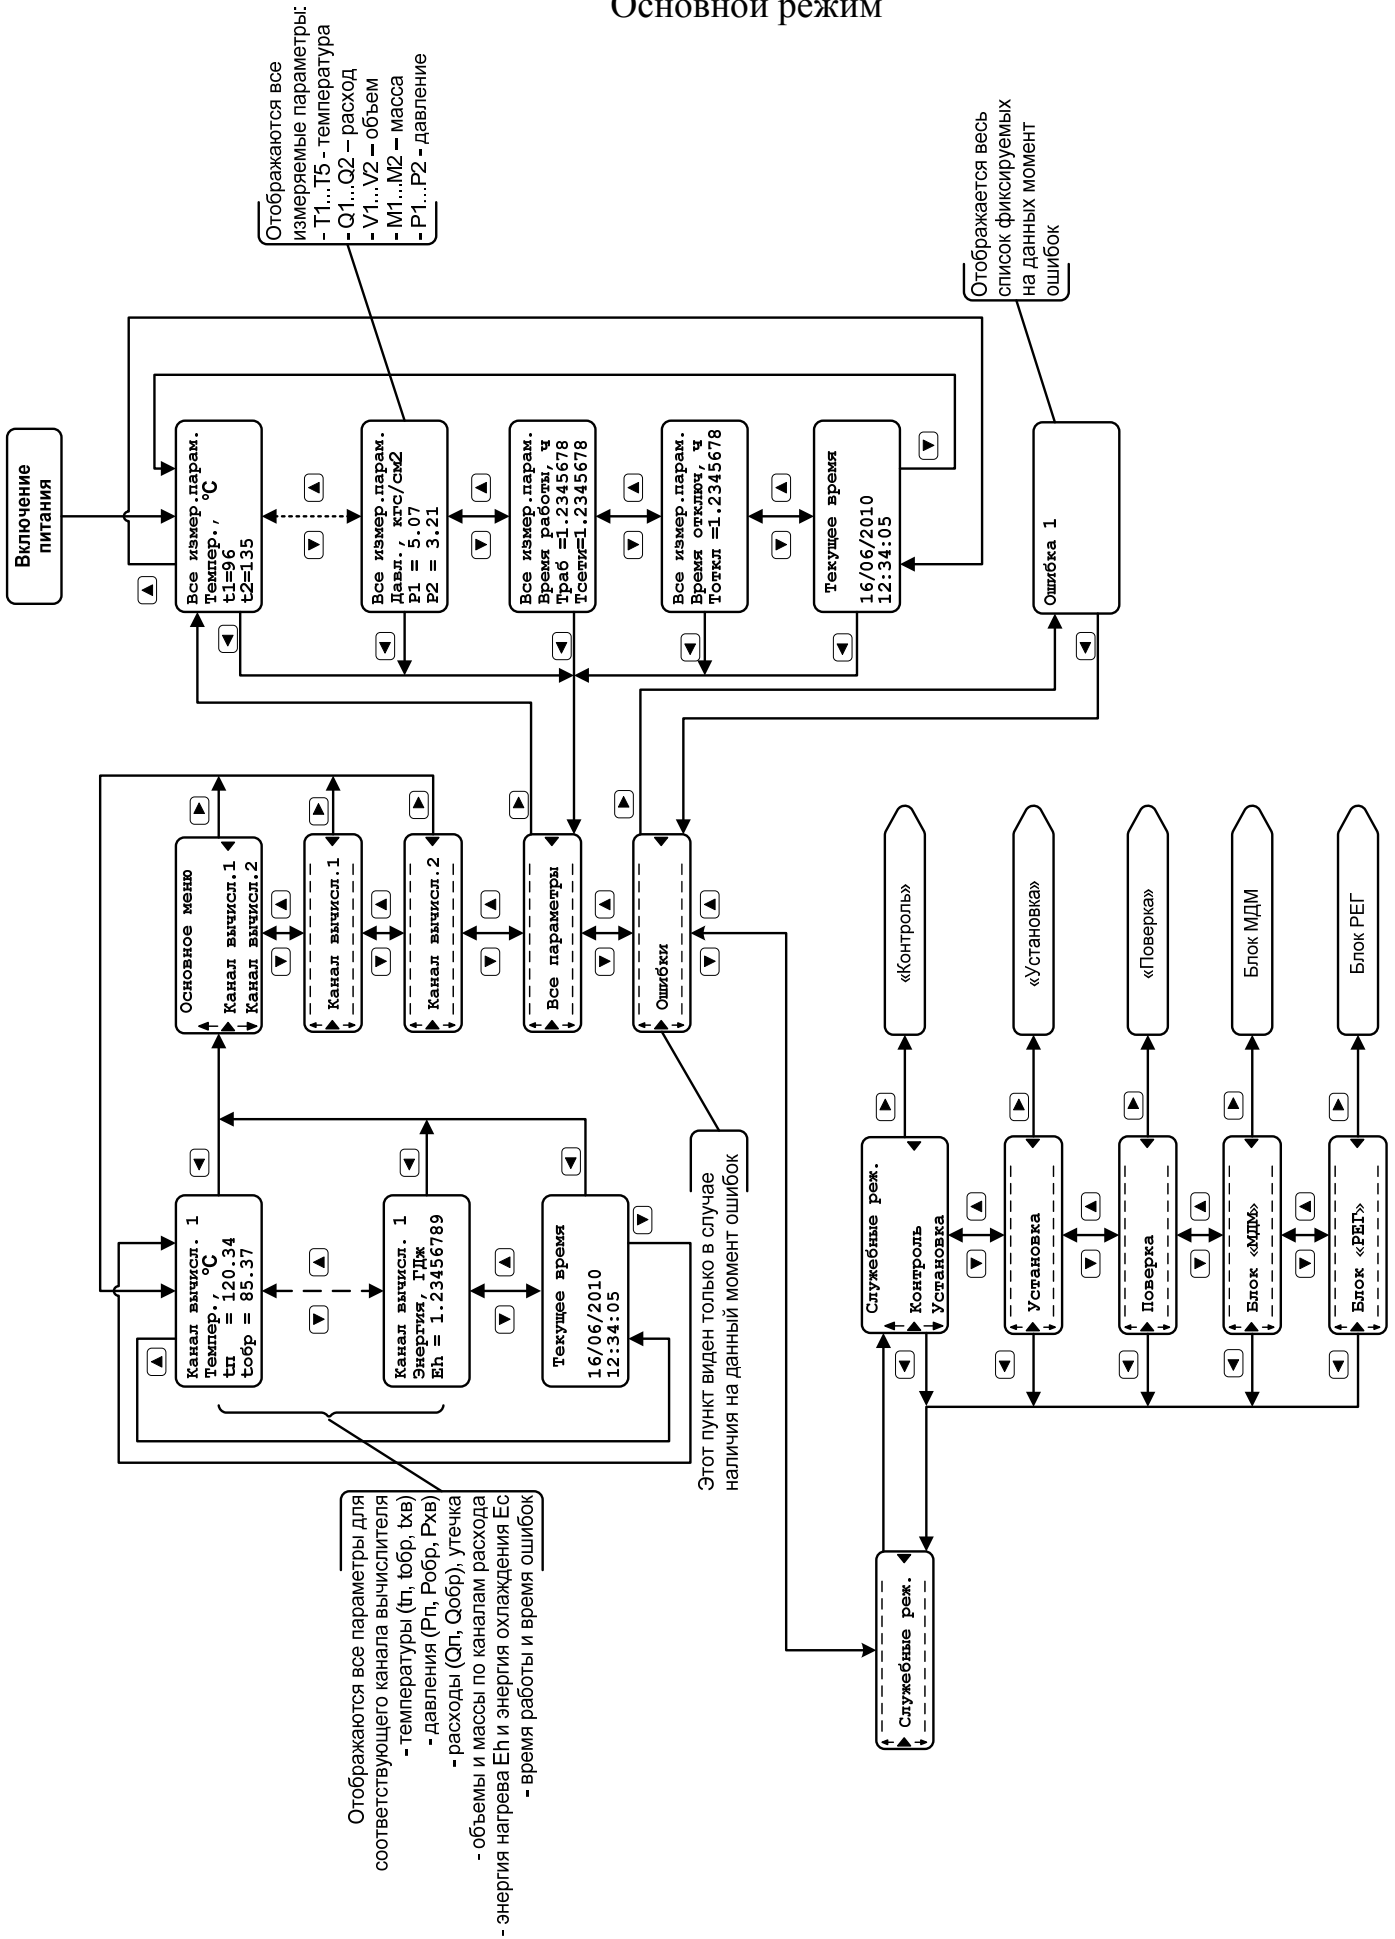 Основной режим
Включение
питания
Отображаются все
измеряемые параметры:
- T1...T5 - температура
- Q1...Q2 – расход
- V1...V2 – объем
- M1...M2 – масса
- P1...P2 - давление
Все измер.парам.
Темпер., °C
t1=96
t2=135
Все измер.парам.
Давл., кгс/см2
P1 = 5.07
P2 = 3.21
Все измер.парам.
Время работы, ч
Траб =1.2345678
Тсети=1.2345678
Все измер.парам.
Время отключ, ч
Тоткл =1.2345678
Текущее время
16/06/2010
12:34:05
Отображается весь
список фиксируемых
на данных момент
ошибок
Ошибка 1
Основное меню
Канал вычисл.1
Канал вычисл.2
Канал вычисл.1
Канал вычисл.2
Все параметры
Ошибки
Канал вычисл. 1
Темпер., °C
tп = 120.34
tобр = 85.37
Канал вычисл. 1
Энергия, ГДж
Eh = 1.23456789
Текущее время
16/06/2010
12:34:05
Этот пункт виден только в случае
наличия на данный момент ошибок
Отображаются все параметры для
соответствующего канала вычислителя
- температуры (tп, tобр, tхв)
- давления (Рп, Робр, Рхв)
- расходы (Qп, Qобр), утечка
- объемы и массы по каналам расхода
- энергия нагрева Eh и энергия охлаждения Ec
- время работы и время ошибок
Служебные реж.
Служебные реж.
Контроль
Установка
Установка
Поверка
Блок «МДМ»
Блок «РЕГ»
«Контроль»
«Установка»
«Поверка»
Блок МДМ
Блок РЕГ